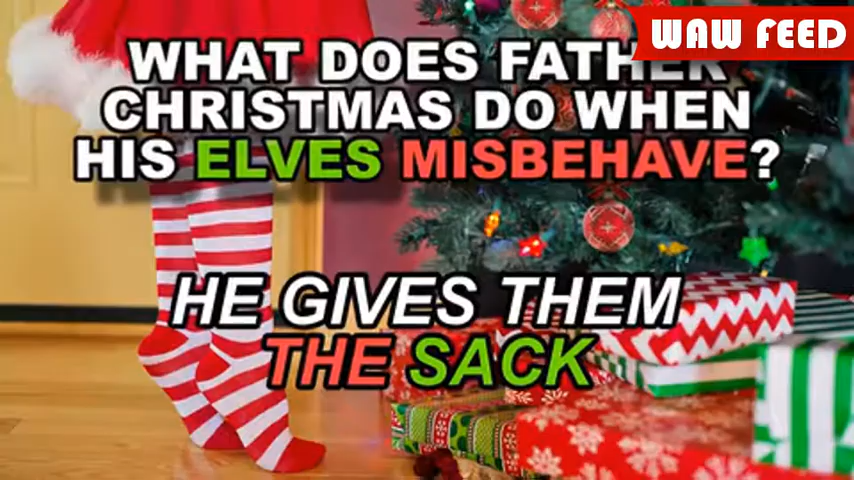 WAW FEED
WHAT DOES FATHER
CHRISTMAS DO WHEN
HIS ELVES MISBEHAVE?
HE GIVES THEM
THE SACK